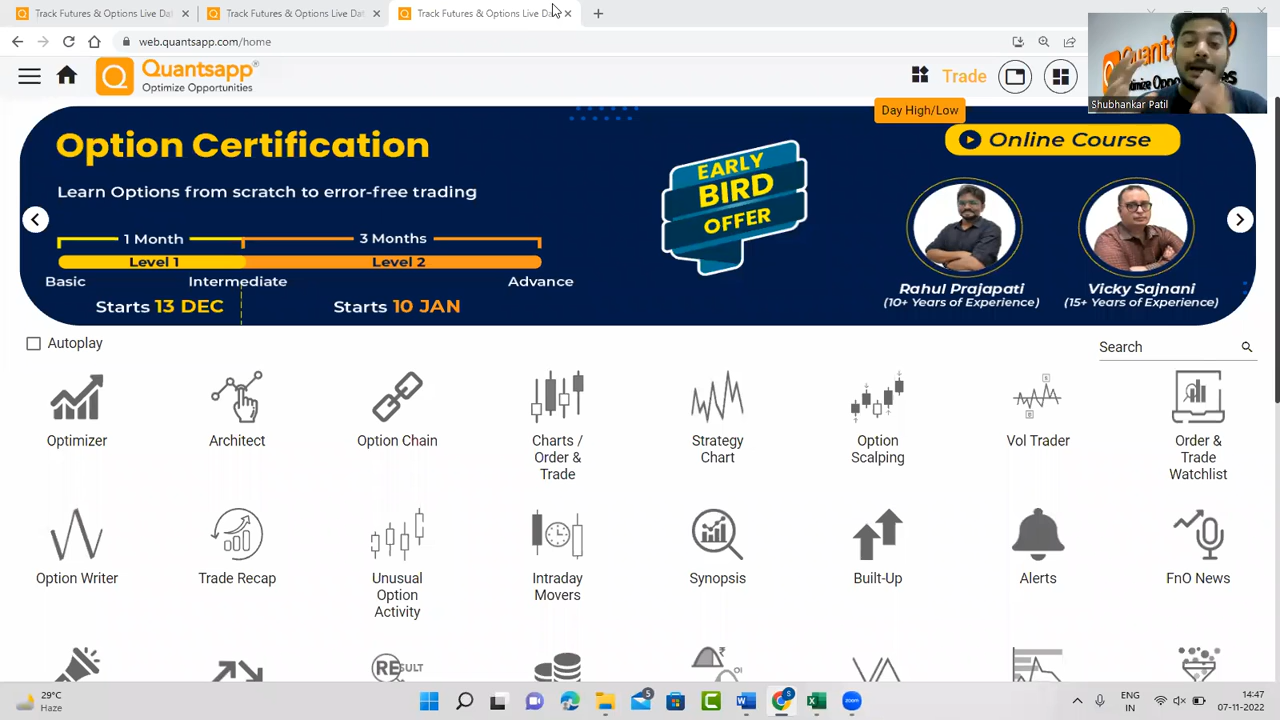 Track Futures & Options Live Dat
Track Futures & Options Live Dat
Track Futures & Options Live Dat
web.quantsapp.com/home
Quantsapp
Optimize Opportunities
Trade
Day High/Low
Shubhankar Patil
Option Certification
Learn Options from scratch to error-free trading
1 Month
3 Months
Level 1
Level 2
Basic
Intermediate
Advance
Starts 13 DEC
Starts 10 JAN
EARLY
BIRD
OFFER
Online Course
Rahul Prajapati
(10+ Years of Experience)
Vicky Sajnani
(15+ Years of Experience)
Autoplay
Search
Optimizer
Architect
Option Chain
Charts /
Order &
Trade
Strategy
Chart
Option
Scalping
Vol Trader
Order &
Trade
Watchlist
Option Writer
Trade Recap
Unusual
Option
Activity
Intraday
Movers
Synopsis
Built-Up
Alerts
FnO News
RESULT
29°C
Haze
ENG
IN
14:47
07-11-2022